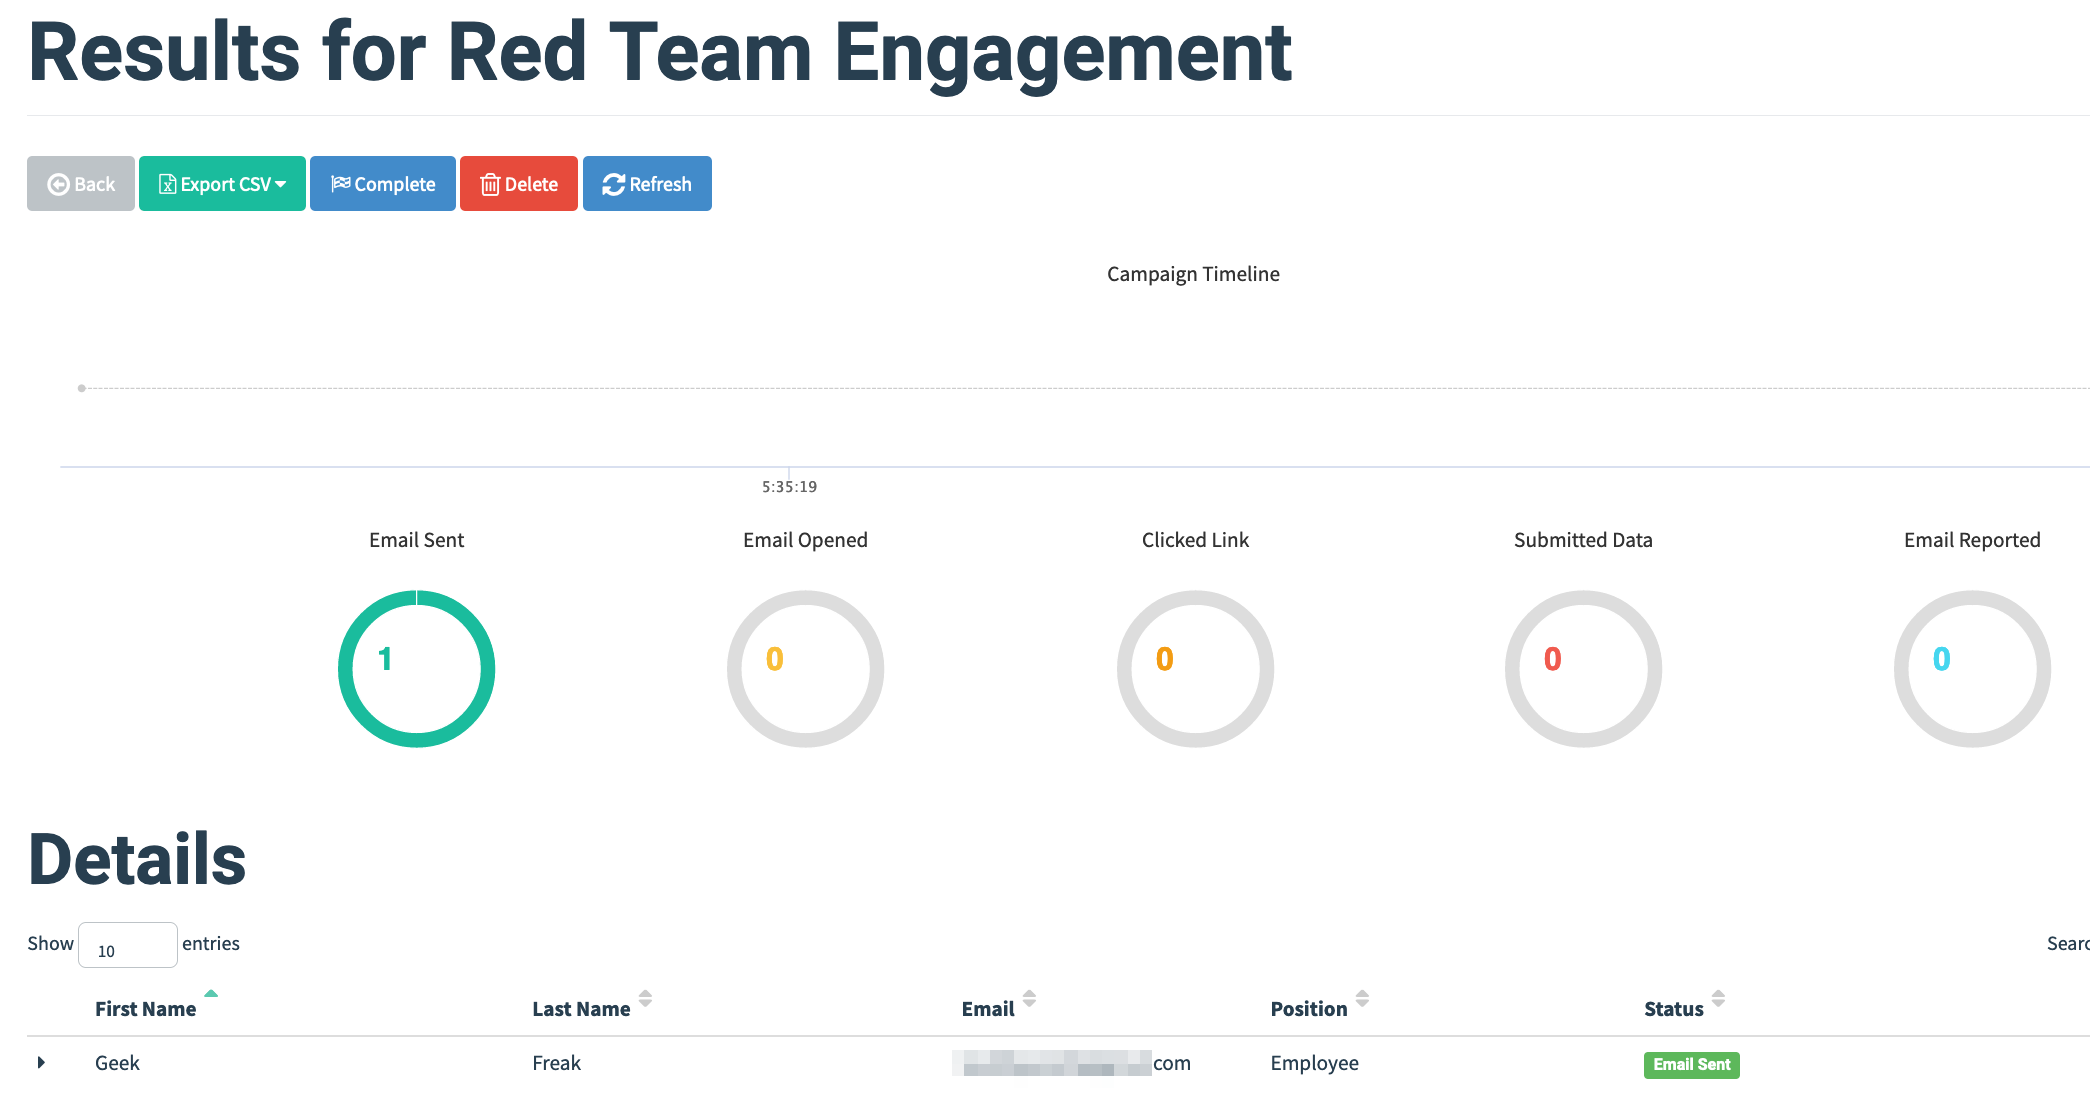 Results for Red Team Engagement
Back Export CSV Complete Delete Refresh
Campaign Timeline
5:35:19
Email Sent Email Opened Clicked Link Submitted Data Email Reported
1 0 0 0 0
Details
Show 10 entries
First Name Last Name Email Position Status
Geek Freak com Employee Email Sent